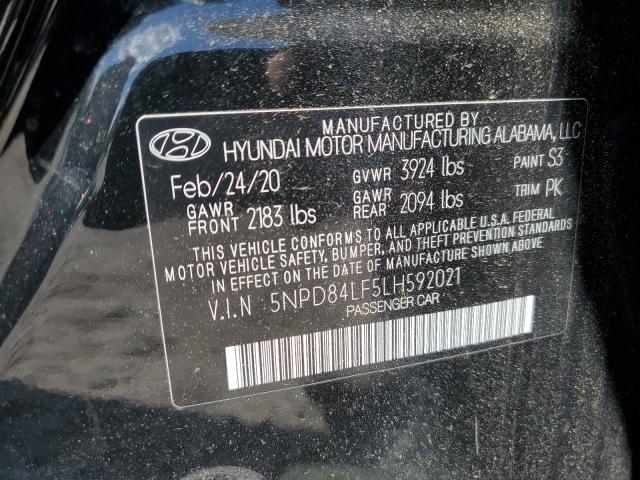 MANUFACTURED BY
HYUNDAI MOTOR MANUFACTURING ALABAMA, LLC
Feb/24/20 GVWR 3924 lbs PAINT S3
GAWR FRONT 2183 lbs GAWR REAR 2094 lbs TRIM PK
THIS VEHICLE CONFORMS TO ALL APPLICABLE U.S.A. FEDERAL
MOTOR VEHICLE SAFETY, BUMPER, AND THEFT PREVENTION STANDARDS
IN EFFECT ON THE DATE OF MANUFACTURE SHOWN ABOVE.
V.I.N 5NPD84LF5LH592021
PASSENGER CAR